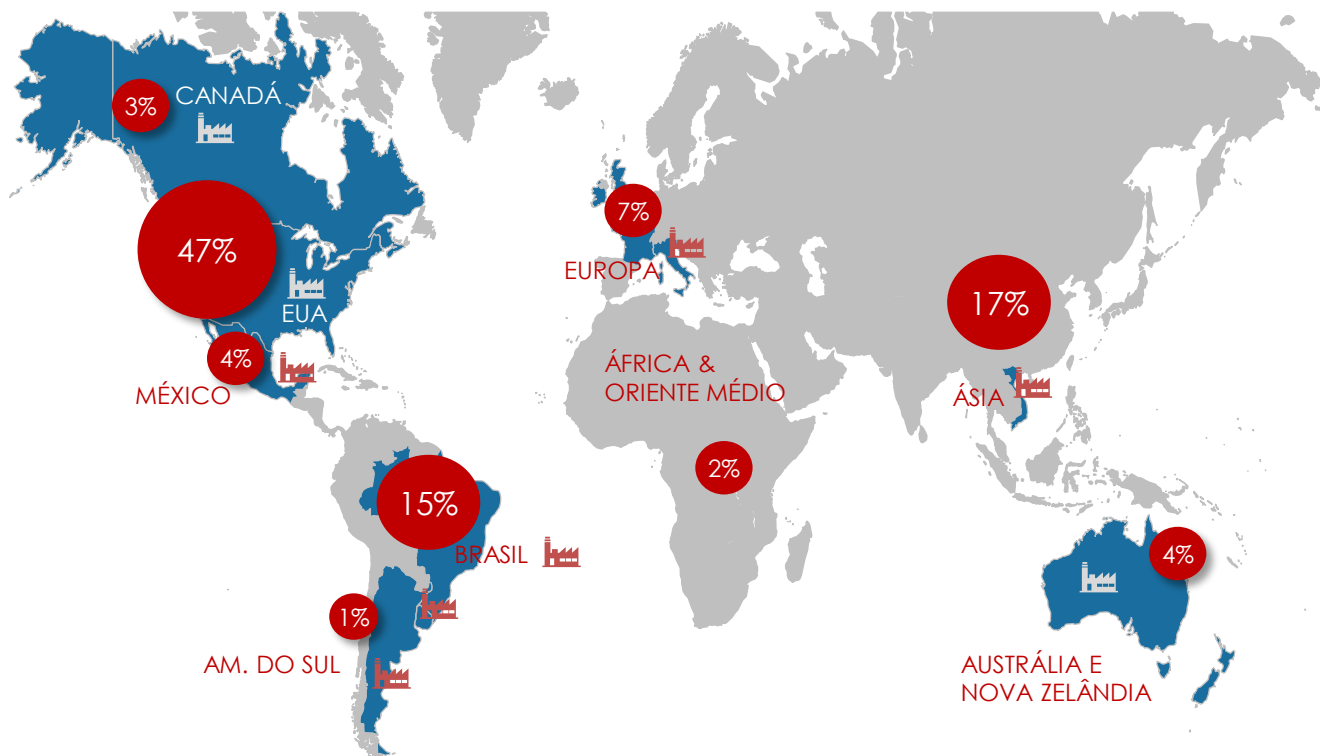 CANADÁ
3%
47%
EUA
4%
MÉXICO
7%
EUROPA
17%
ÁFRICA &
ORIENTE MÉDIO
ÁSIA
2%
15%
BRASIL
4%
1%
AM. DO SUL
AUSTRÁLIA E
NOVA ZELÂNDIA